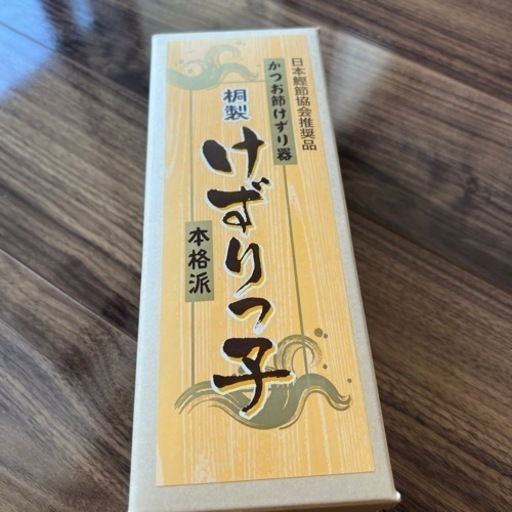 日本鰹節協会推奨品
かつお節けずり器
桐製
けずりっ子
本格派